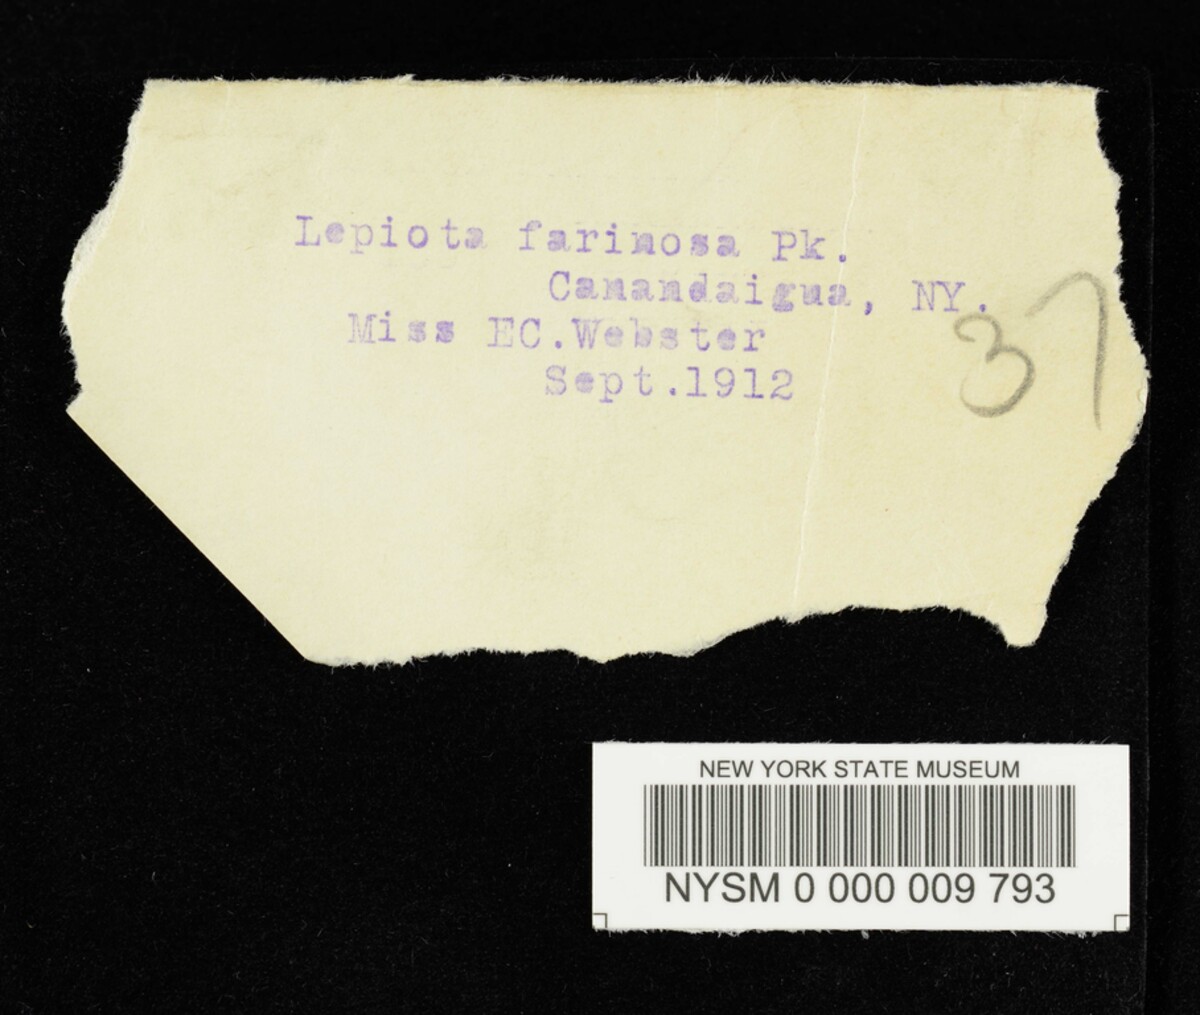 Lepiota farinosa Pk.
Canandaigua, NY.
Miss EC.Webster
Sept.1912
37
NEW YORK STATE MUSEUM
NYSM 0 000 009 793